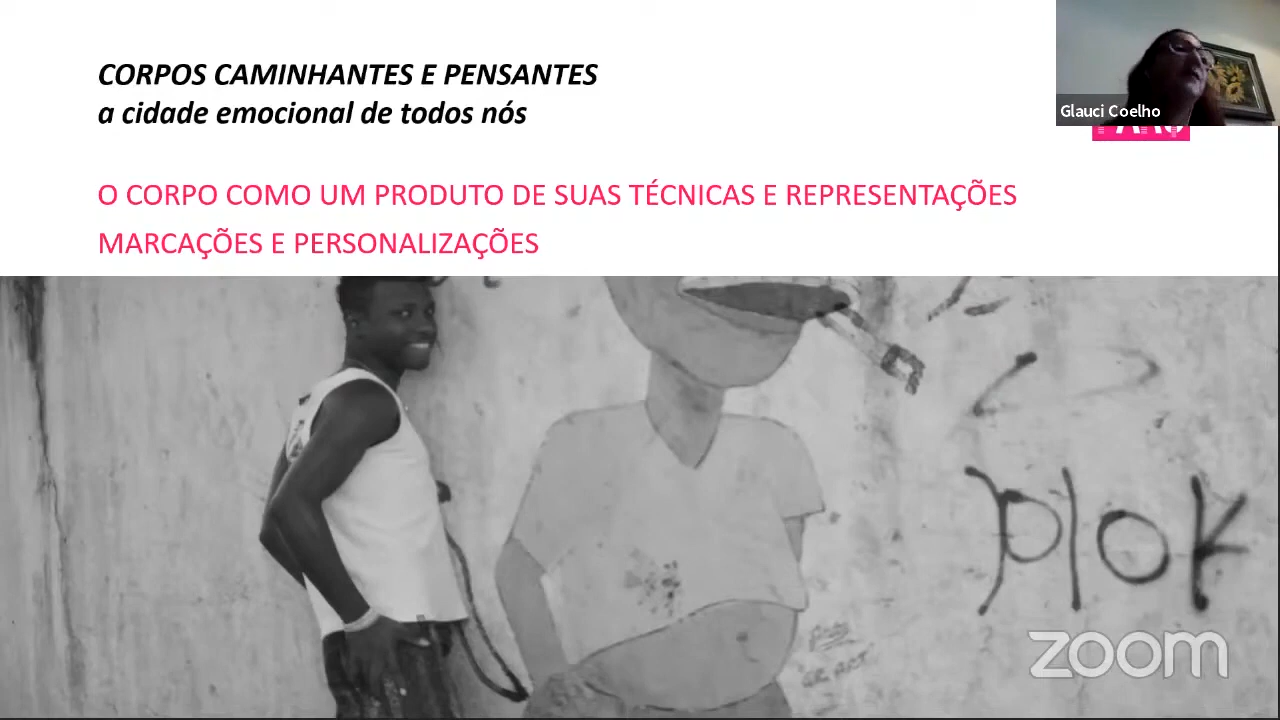 CORPOS CAMINHANTES E PENSANTES
a cidade emocional de todos nós
Glauci Coelho
O CORPO COMO UM PRODUTO DE SUAS TÉCNICAS E REPRESENTAÇÕES
MARCAÇÕES E PERSONALIZAÇÕES
plok
zoom